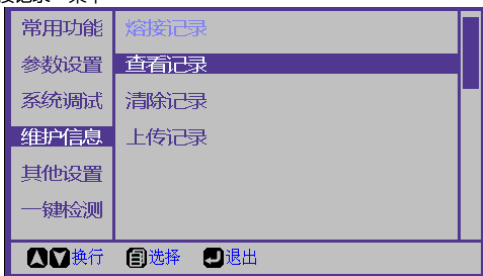 常用功能
参数设置
系统调试
维护信息
其他设置
一键检测
熔接记录
查看记录
清除记录
上传记录
换行 选择 退出